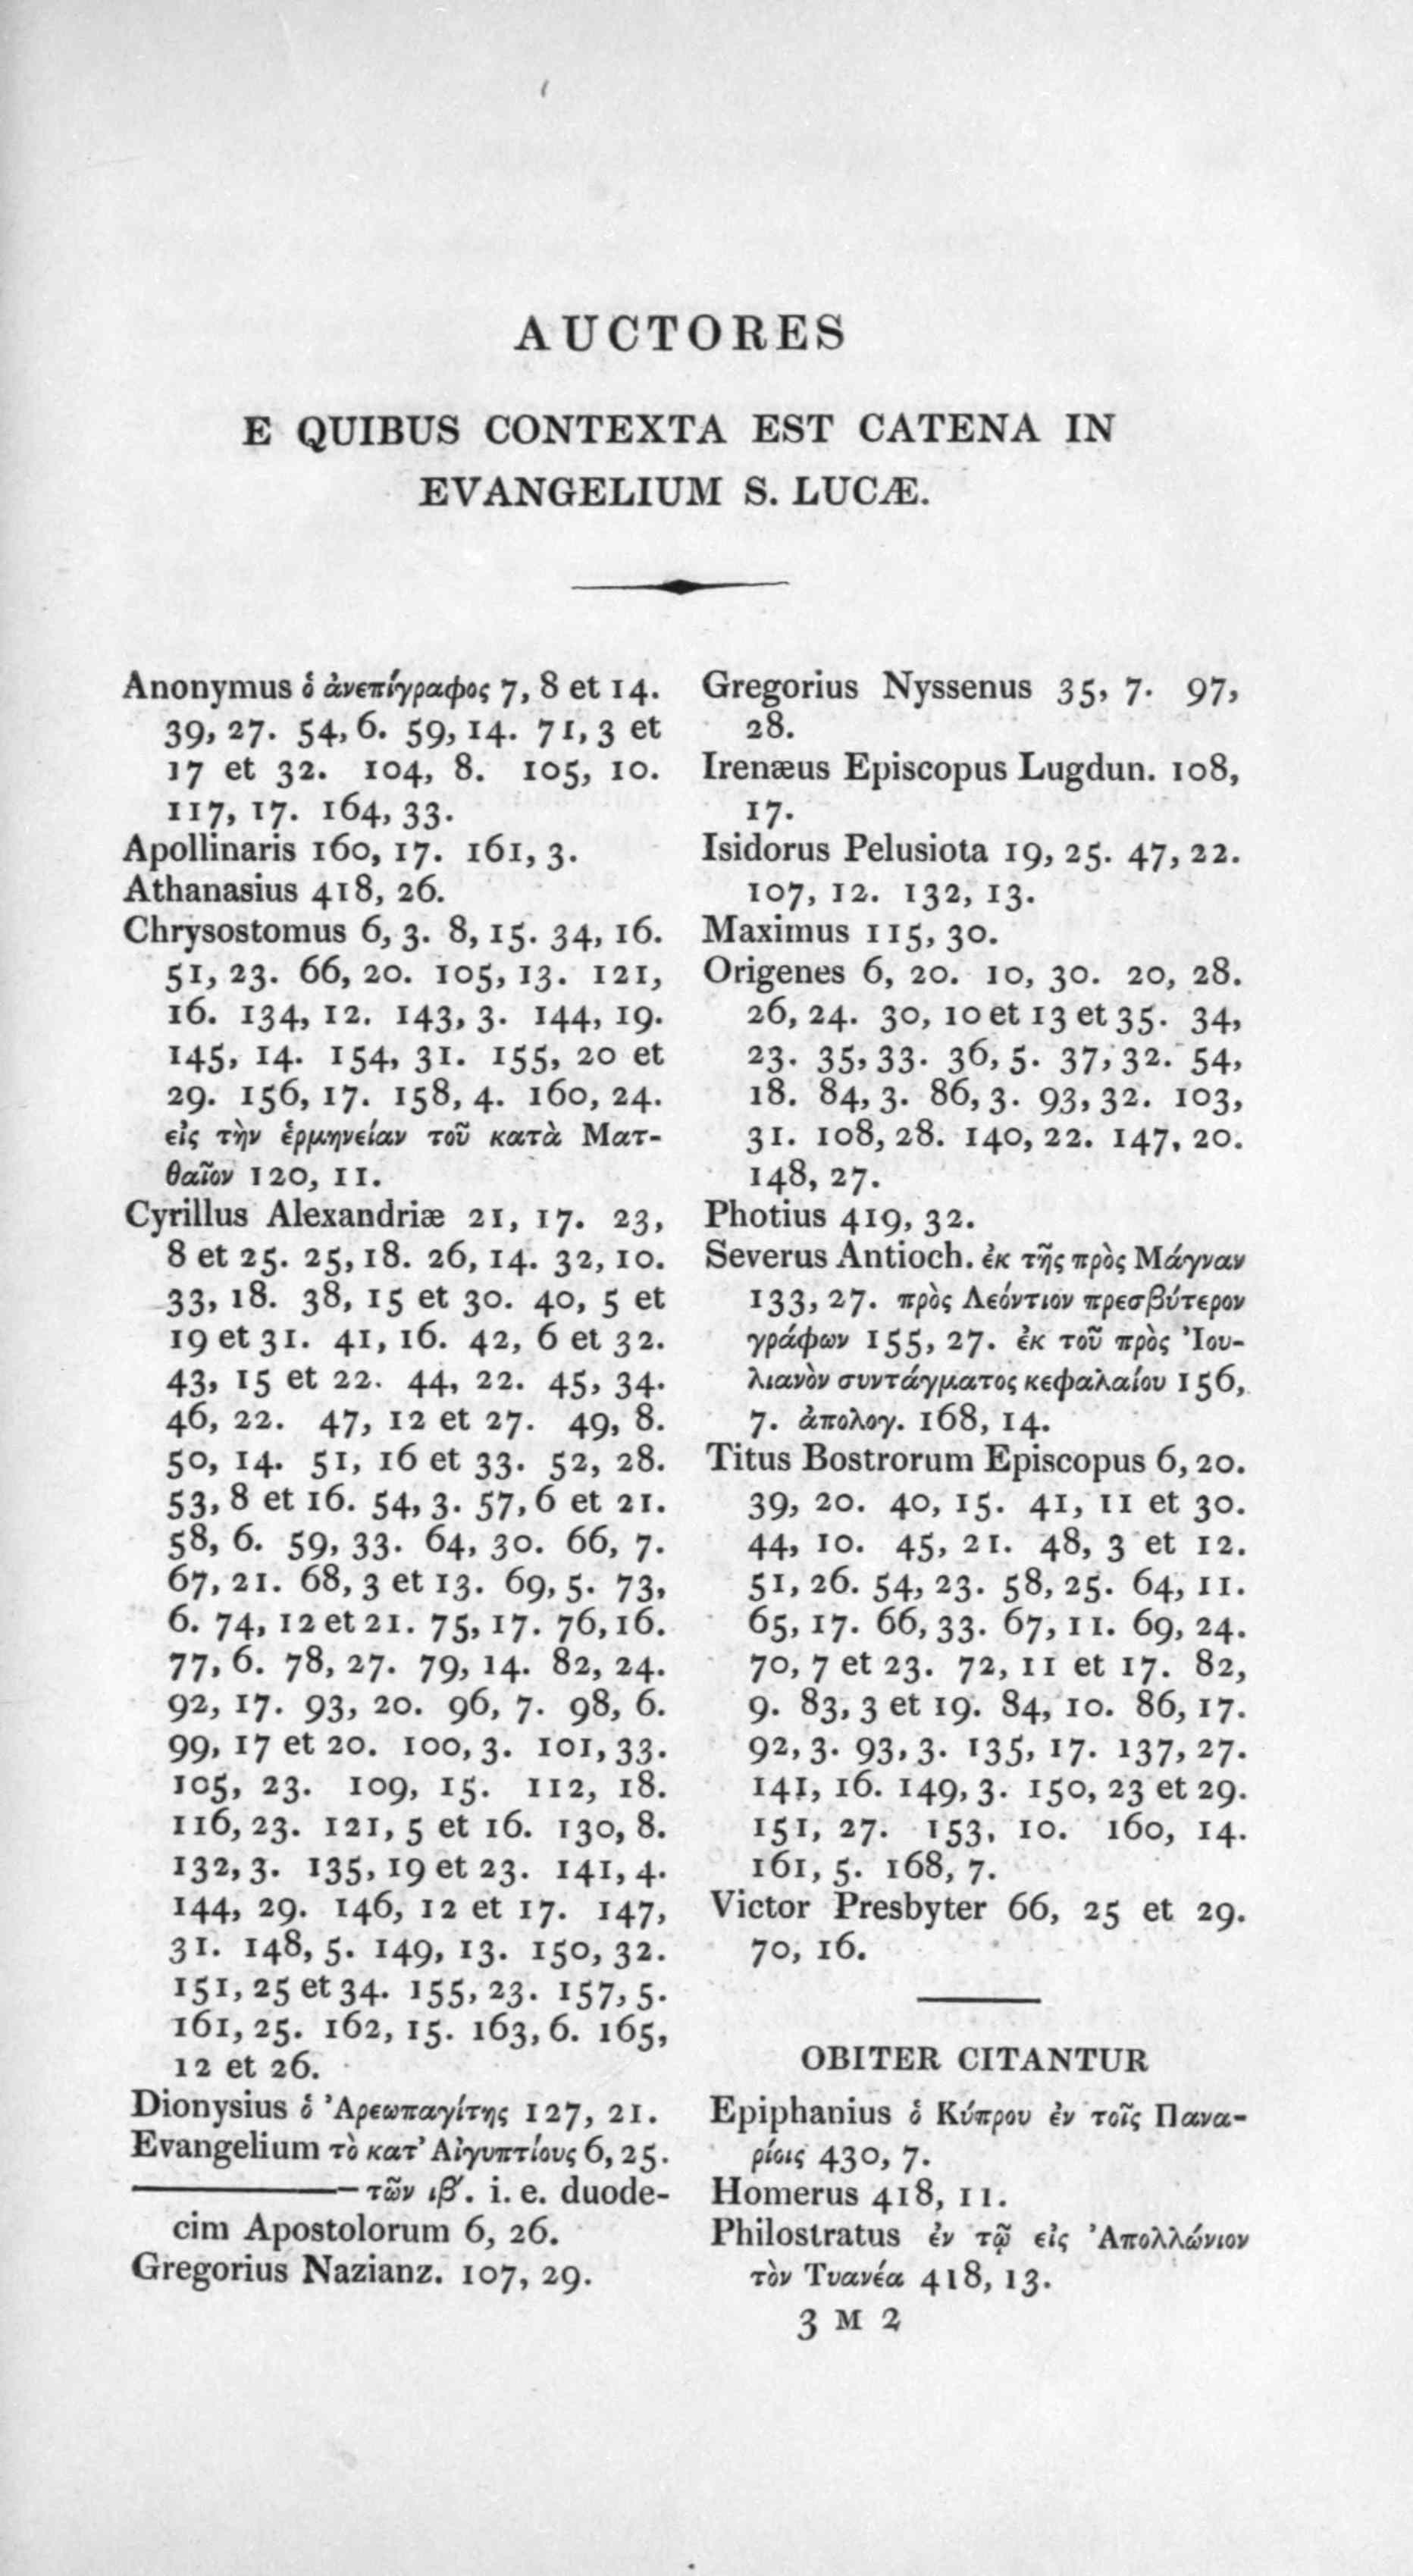 AUCTORES
E QUIBUS CONTEXTA EST CATENA IN
EVANGELIUM S. LUCÆ.
Anonymus ὁ ἀνεπίγραφος 7, 8 et 14.
39, 27. 54, 6. 59, 14. 71, 3 et
17 et 32. 104, 8. 105, 10.
117, 17. 164, 33.
Apollinaris 160, 17. 161, 3.
Athanasius 418, 26.
Chrysostomus 6, 3. 8, 15. 34, 16.
51, 23. 66, 20. 105, 13. 121,
16. 134, 12. 143, 3. 144, 19.
145, 14. 154, 31. 155, 20 et
29. 156, 17. 158, 4. 160, 24.
εἰς τὴν ἑρμηνείαν τοῦ κατὰ Ματ-
θαῖον 120, 11.
Cyrillus Alexandriæ 21, 17. 23,
8 et 25. 25, 18. 26, 14. 32, 10.
33, 18. 38, 15 et 30. 40, 5 et
19 et 31. 41, 16. 42, 6 et 32.
43, 15 et 22. 44, 22. 45, 34.
46, 22. 47, 12 et 27. 49, 8.
50, 14. 51, 16 et 33. 52, 28.
53, 8 et 16. 54, 3. 57, 6 et 21.
58, 6. 59, 33. 64, 30. 66, 7.
67, 21. 68, 3 et 13. 69, 5. 73,
6. 74, 12 et 21. 75, 17. 76, 16.
77, 6. 78, 27. 79, 14. 82, 24.
92, 17. 93, 20. 96, 7. 98, 6.
99, 17 et 20. 100, 3. 101, 33.
105, 23. 109, 15. 112, 18.
116, 23. 121, 5 et 16. 130, 8.
132, 3. 135, 19 et 23. 141, 4.
144, 29. 146, 12 et 17. 147,
31. 148, 5. 149, 13. 150, 32.
151, 25 et 34. 155, 23. 157, 5.
161, 25. 162, 15. 163, 6. 165,
12 et 26.
Dionysius ὁ Ἀρεωπαγίτης 127, 21.
Evangelium τὸ κατ' Αἰγυπτίους 6, 25.
——— τῶν ιβ′. i. e. duode-
cim Apostolorum 6, 26.
Gregorius Nazianz. 107, 29.
Gregorius Nyssenus 35, 7. 97,
28.
Irenæus Episcopus Lugdun. 108,
17.
Isidorus Pelusiota 19, 25. 47, 22.
107, 12. 132, 13.
Maximus 115, 30.
Origenes 6, 20. 10, 30. 20, 28.
26, 24. 30, 10 et 13 et 35. 34,
23. 35, 33. 36, 5. 37, 32. 54,
18. 84, 3. 86, 3. 93, 32. 103,
31. 108, 28. 140, 22. 147, 20.
148, 27.
Photius 419, 32.
Severus Antioch. ἐκ τῆς πρὸς Μάγναν
133, 27. πρὸς Λεόντιον πρεσβύτερον
γράφων 155, 27. ἐκ τοῦ πρὸς Ἰου-
λιανὸν συντάγματος κεφαλαίου 156,
7. ἀπολογ. 168, 14.
Titus Bostrorum Episcopus 6, 20.
39, 20. 40, 15. 41, 11 et 30.
44, 10. 45, 21. 48, 3 et 12.
51, 26. 54, 23. 58, 25. 64, 11.
65, 17. 66, 33. 67, 11. 69, 24.
70, 7 et 23. 72, 11 et 17. 82,
9. 83, 3 et 19. 84, 10. 86, 17.
92, 3. 93, 3. 135, 17. 137, 27.
141, 16. 149, 3. 150, 23 et 29.
151, 27. 153, 10. 160, 14.
161, 5. 168, 7.
Victor Presbyter 66, 25 et 29.
70, 16.
OBITER CITANTUR
Epiphanius ὁ Κύπρου ἐν τοῖς Πανα-
ρίοις 430, 7.
Homerus 418, 11.
Philostratus ἐν τῷ εἰς Ἀπολλώνιον
τὸν Τυανέα 418, 13.
3 M 2